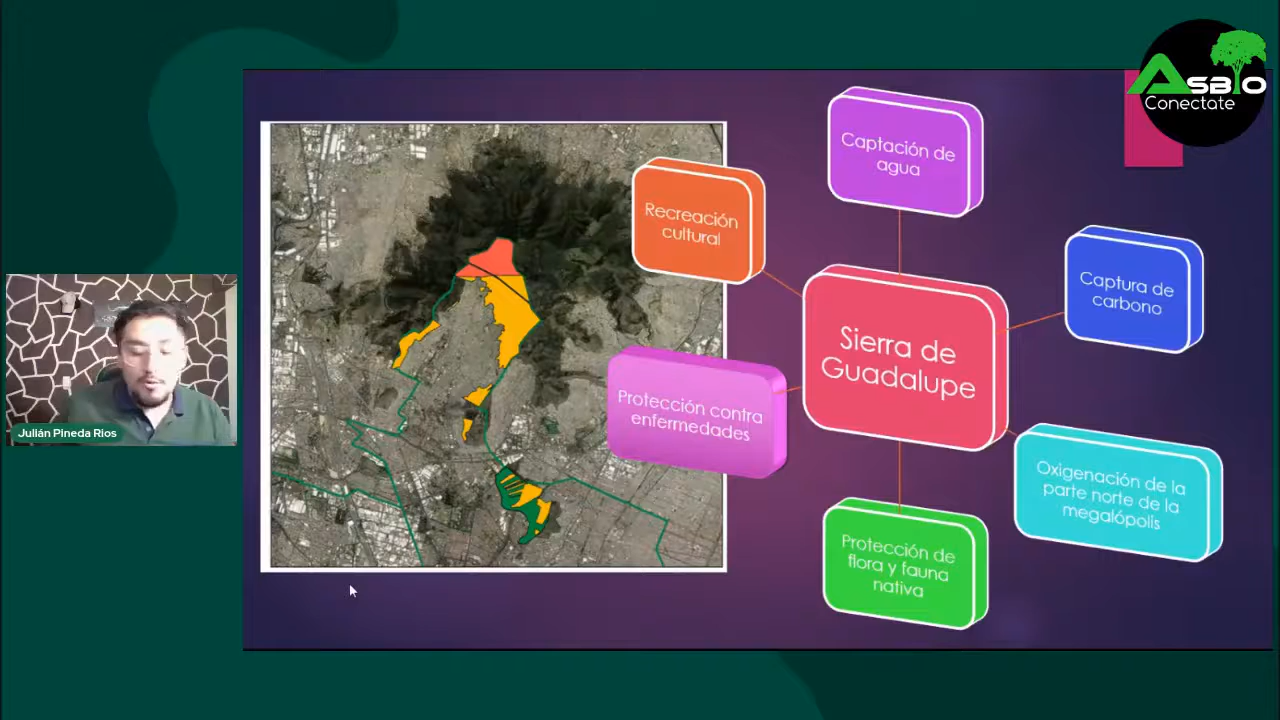 ASBIO
Conectate
Captación de
agua
Recreación
cultural
Captura de
carbono
Sierra de
Guadalupe
Protección contra
enfermedades
Oxigenación de la
parte norte de la
megalópolis
Protección de
flora y fauna
nativa
Julián Pineda Rios